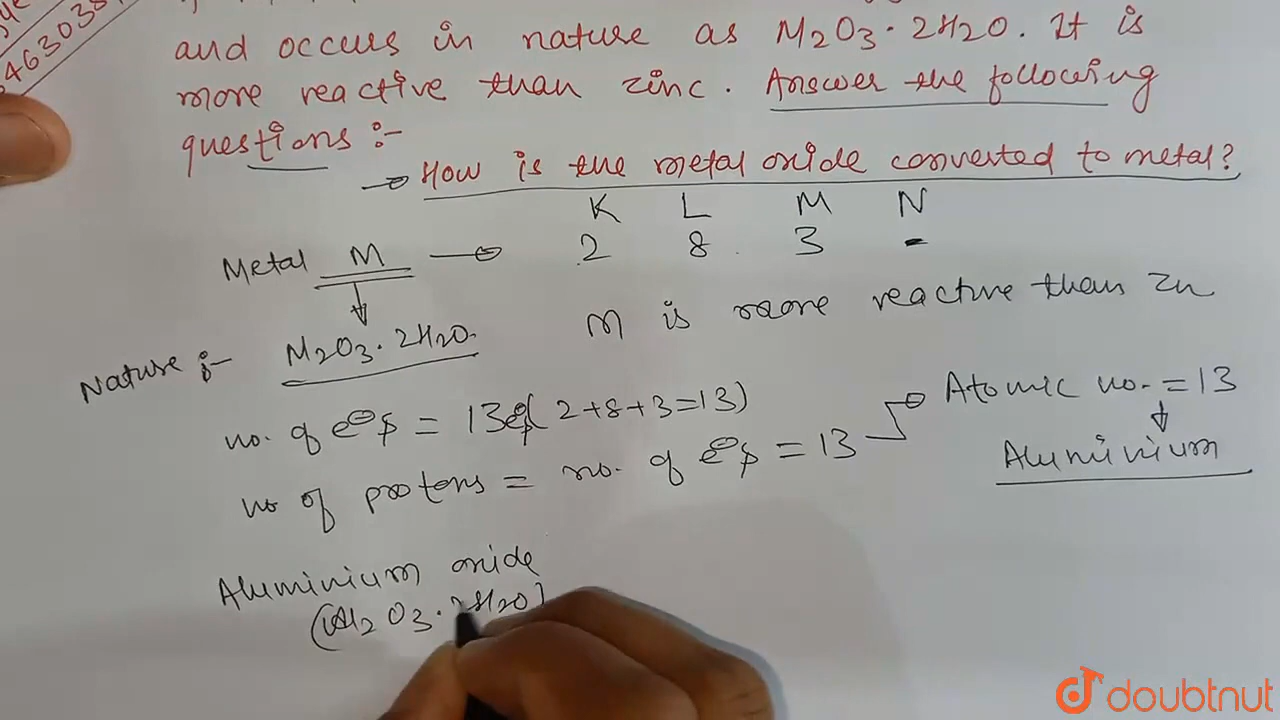 463038
and occurs in nature as M2O3·2H2O. It is
more reactive than zinc. Answer the following
questions :-
→ How is the metal oxide converted to metal?
K L M N
Metal M → 2 8 3 -
M is more reactive than Zn
Nature :- M2O3·2H2O.
no. of e⊖s = 13 ( 2+8+3=13)
Atomic no. = 13
no of protons = no. of e⊖s = 13
Aluminium
Aluminium oxide
(Al2O3·2H2O)
doubtnut